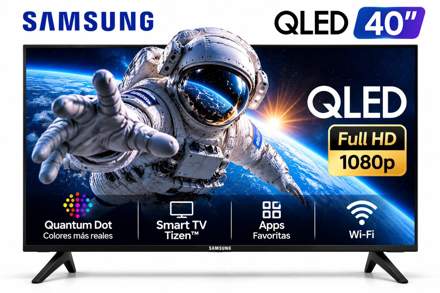 SAMSUNG
QLED 40"
QLED
Full HD
1080p
Quantum Dot
Colores más reales
Smart TV
Tizen™
Apps
Favoritas
Wi-Fi
SAMSUNG